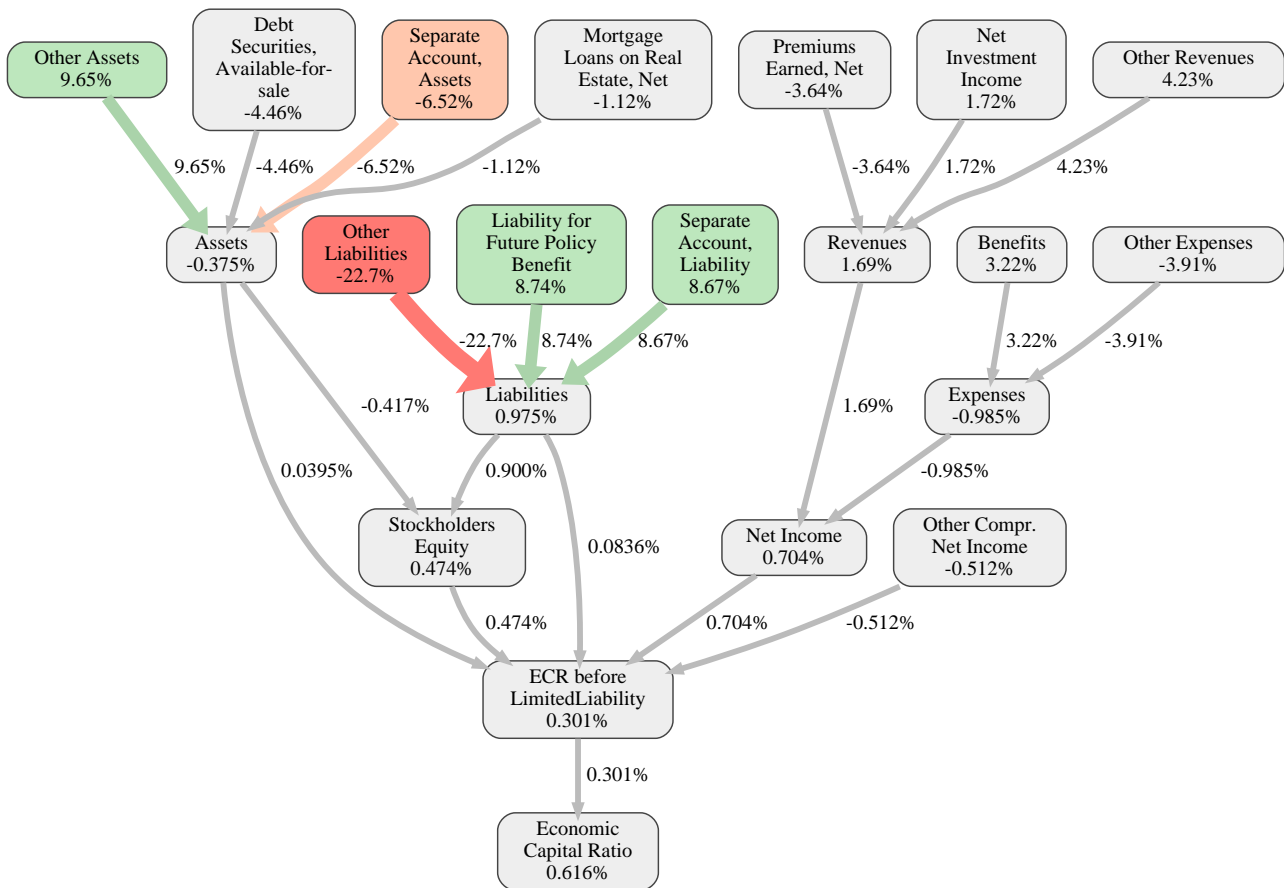 Other Assets
9.65%
Debt
Securities,
Available-for-
sale
-4.46%
Separate
Account,
Assets
-6.52%
Mortgage
Loans on Real
Estate, Net
-1.12%
Premiums
Earned, Net
-3.64%
Net
Investment
Income
1.72%
Other Revenues
4.23%
9.65%
-4.46%
-6.52%
-1.12%
-3.64%
1.72%
4.23%
Assets
-0.375%
Other
Liabilities
-22.7%
Liability for
Future Policy
Benefit
8.74%
Separate
Account,
Liability
8.67%
Revenues
1.69%
Benefits
3.22%
Other Expenses
-3.91%
-22.7%
8.74%
8.67%
3.22%
-3.91%
Liabilities
0.975%
Expenses
-0.985%
-0.417%
1.69%
0.0395%
0.900%
-0.985%
Stockholders
Equity
0.474%
0.0836%
Net Income
0.704%
Other Compr.
Net Income
-0.512%
0.474%
0.704%
-0.512%
ECR before
LimitedLiability
0.301%
0.301%
Economic
Capital Ratio
0.616%